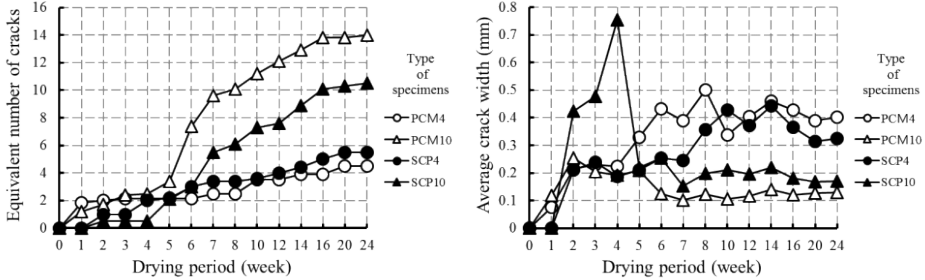 Equivalent number of cracks
16
14
12
10
8
6
4
2
0
0 1 2 3 4 5 6 7 8 10 12 14 16 20 24
Drying period (week)
Type
of
specimens
PCM4
PCM10
SCP4
SCP10
Average crack width (mm)
0.8
0.7
0.6
0.5
0.4
0.3
0.2
0.1
0
0 1 2 3 4 5 6 7 8 10 12 14 16 20 24
Drying period (week)
Type
of
specimens
PCM4
PCM10
SCP4
SCP10